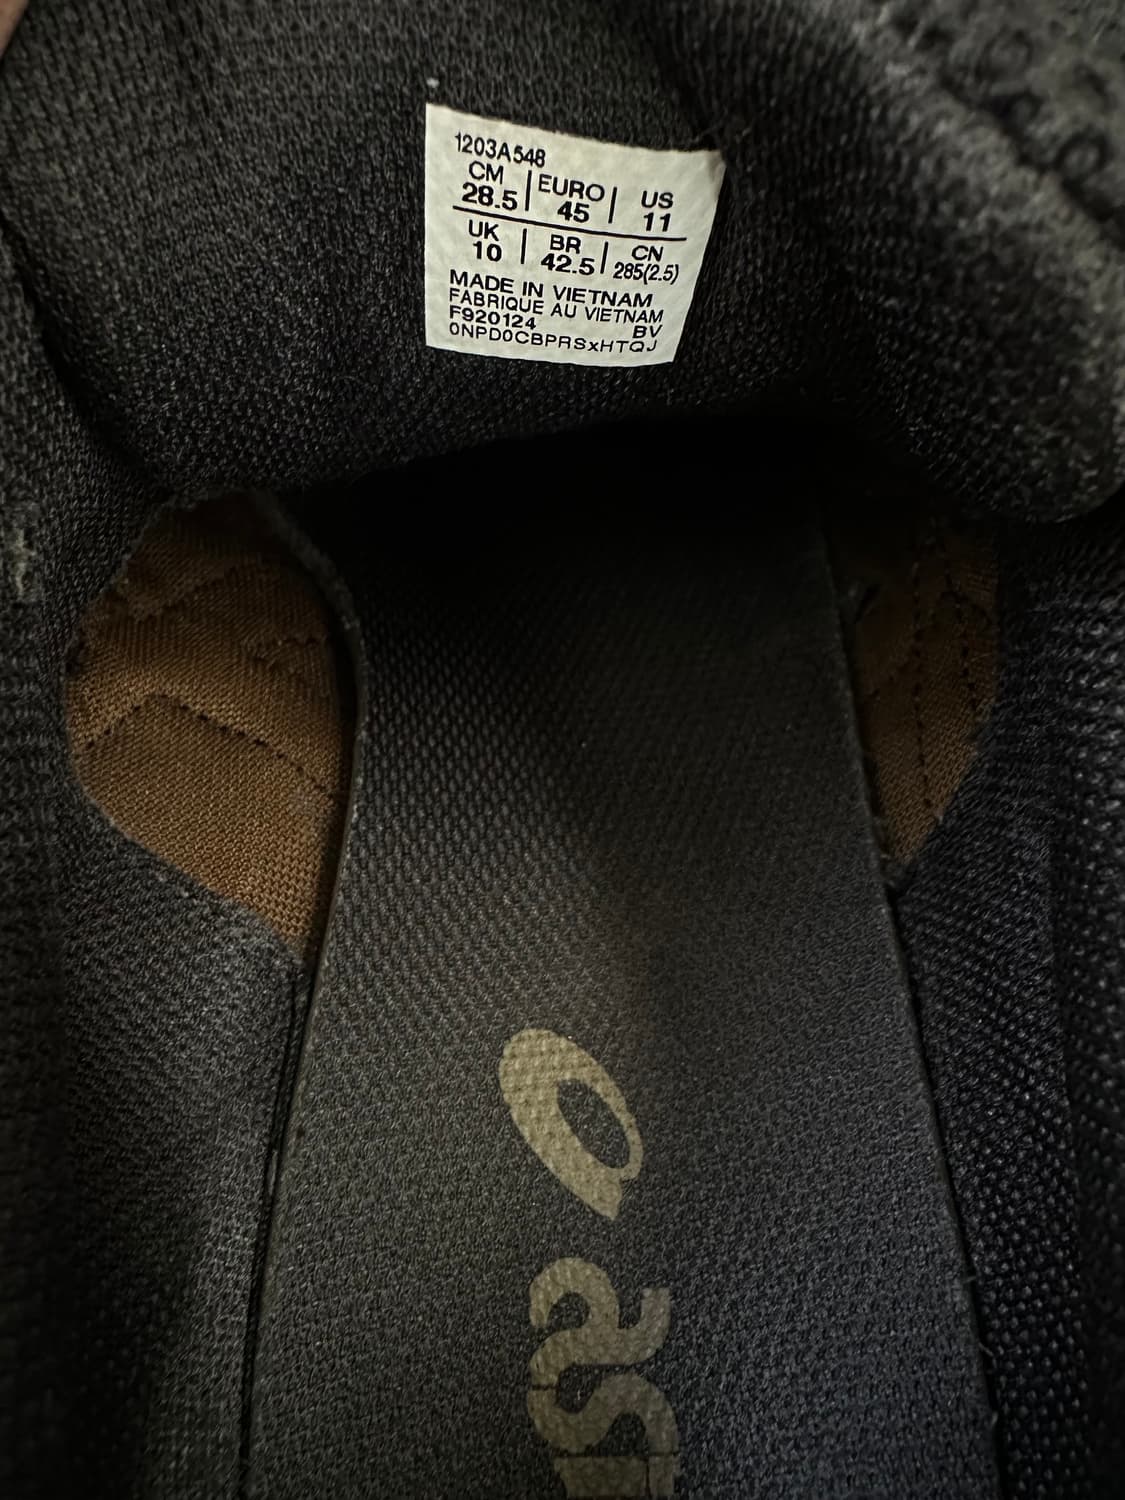 1203A548
CM | EURO | US
28.5 | 45 | 11
UK | BR | CN
10 | 42.5 | 285(2.5)
MADE IN VIETNAM
FABRIQUE AU VIETNAM
F920124 BV
0NPD0CBPRSxHTQJ
asi